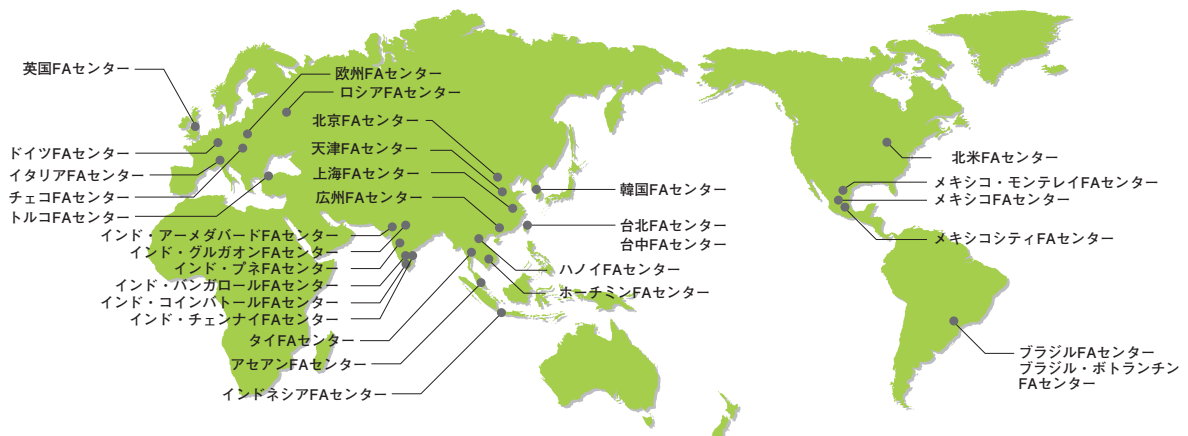 英国FAセンター
欧州FAセンター
ロシアFAセンター
北京FAセンター
天津FAセンター
上海FAセンター
広州FAセンター
ドイツFAセンター
イタリアFAセンター
チェコFAセンター
トルコFAセンター
インド・アーメダバードFAセンター
インド・グルガオンFAセンター
インド・プネFAセンター
インド・バンガロールFAセンター
インド・コインバトールFAセンター
インド・チェンナイFAセンター
タイFAセンター
アセアンFAセンター
インドネシアFAセンター
韓国FAセンター
台北FAセンター
台中FAセンター
ハノイFAセンター
ホーチミンFAセンター
北米FAセンター
メキシコ・モンテレイFAセンター
メキシコFAセンター
メキシコシティFAセンター
ブラジルFAセンター
ブラジル・ボトランチン
FAセンター